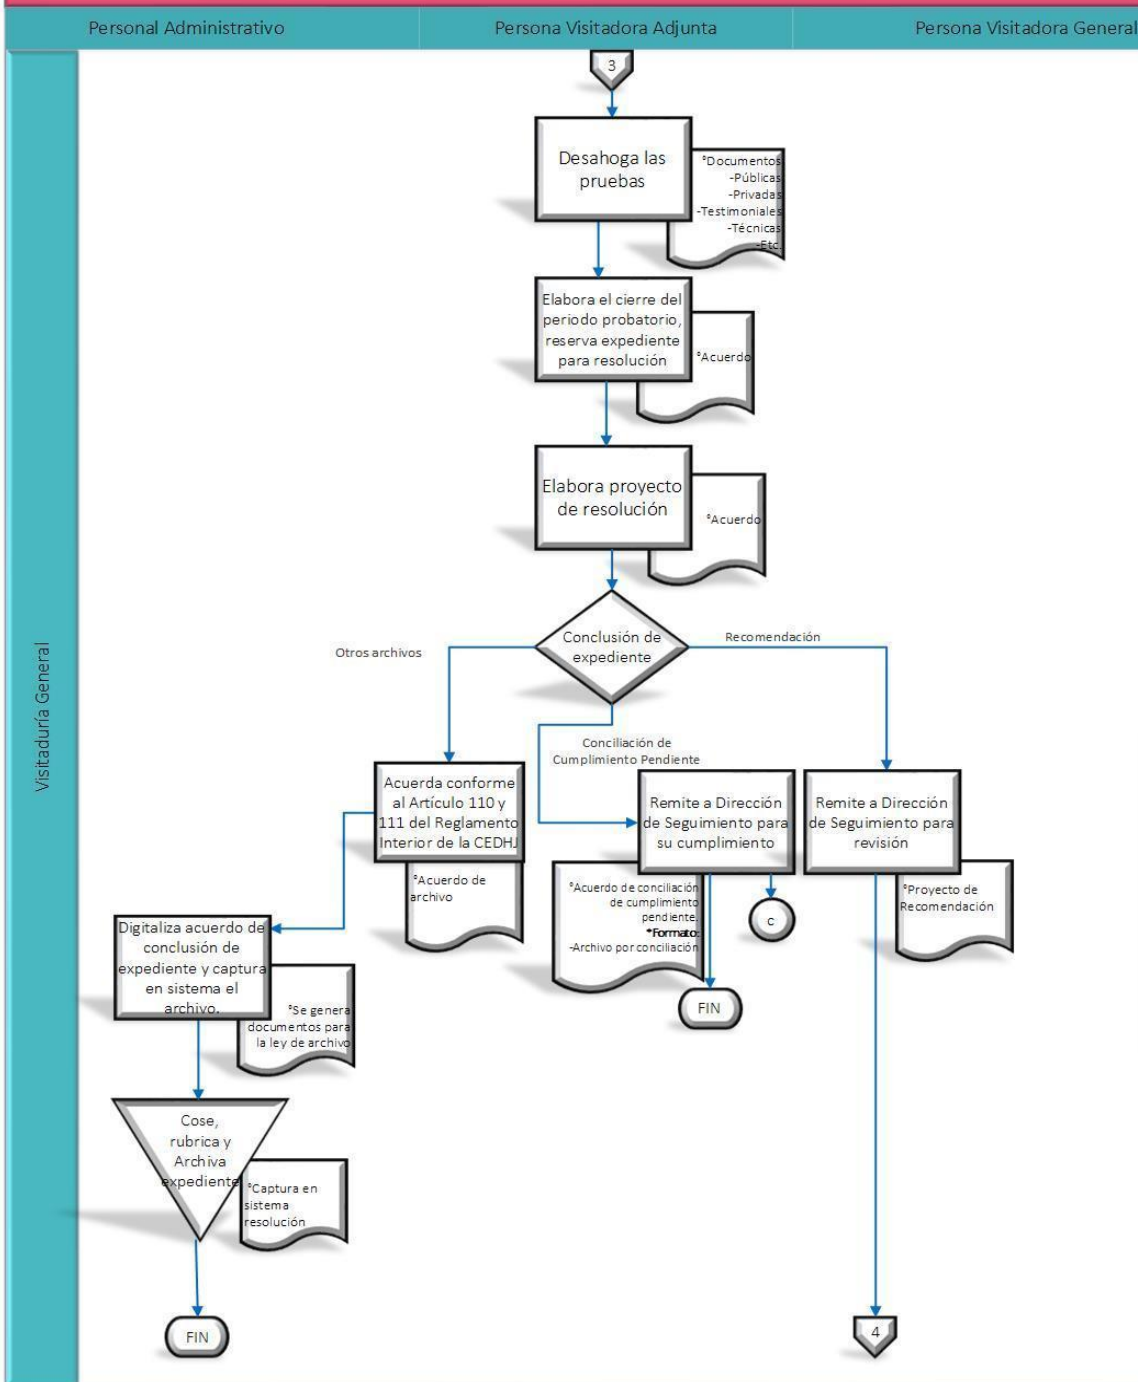 Personal Administrativo
Persona Visitadora Adjunta
Persona Visitadora General
Visitaduría General
3
Desahoga las
pruebas
°Documentos
-Públicas
-Privadas
-Testimoniales
-Técnicas
-Etc.
Elabora el cierre del
periodo probatorio,
reserva expediente
para resolución
°Acuerdo
Elabora proyecto
de resolución
°Acuerdo
Conclusión de
expediente
Otros archivos
Recomendación
Conciliación de
Cumplimiento Pendiente
Acuerda conforme
al Artículo 110 y
111 del Reglamento
Interior de la CEDHJ
°Acuerdo de
archivo
Remite a Dirección
de Seguimiento para
su cumplimiento
°Acuerdo de conciliación
de cumplimiento
pendiente.
*Formato:
-Archivo por conciliación
c
FIN
Remite a Dirección
de Seguimiento para
revisión
°Proyecto de
Recomendación
Digitaliza acuerdo de
conclusión de
expediente y captura
en sistema el
archivo.
°Se genera
documentos para
la ley de archivo
Cose,
rubrica y
Archiva
expediente
°Captura en
sistema
resolución
FIN
4